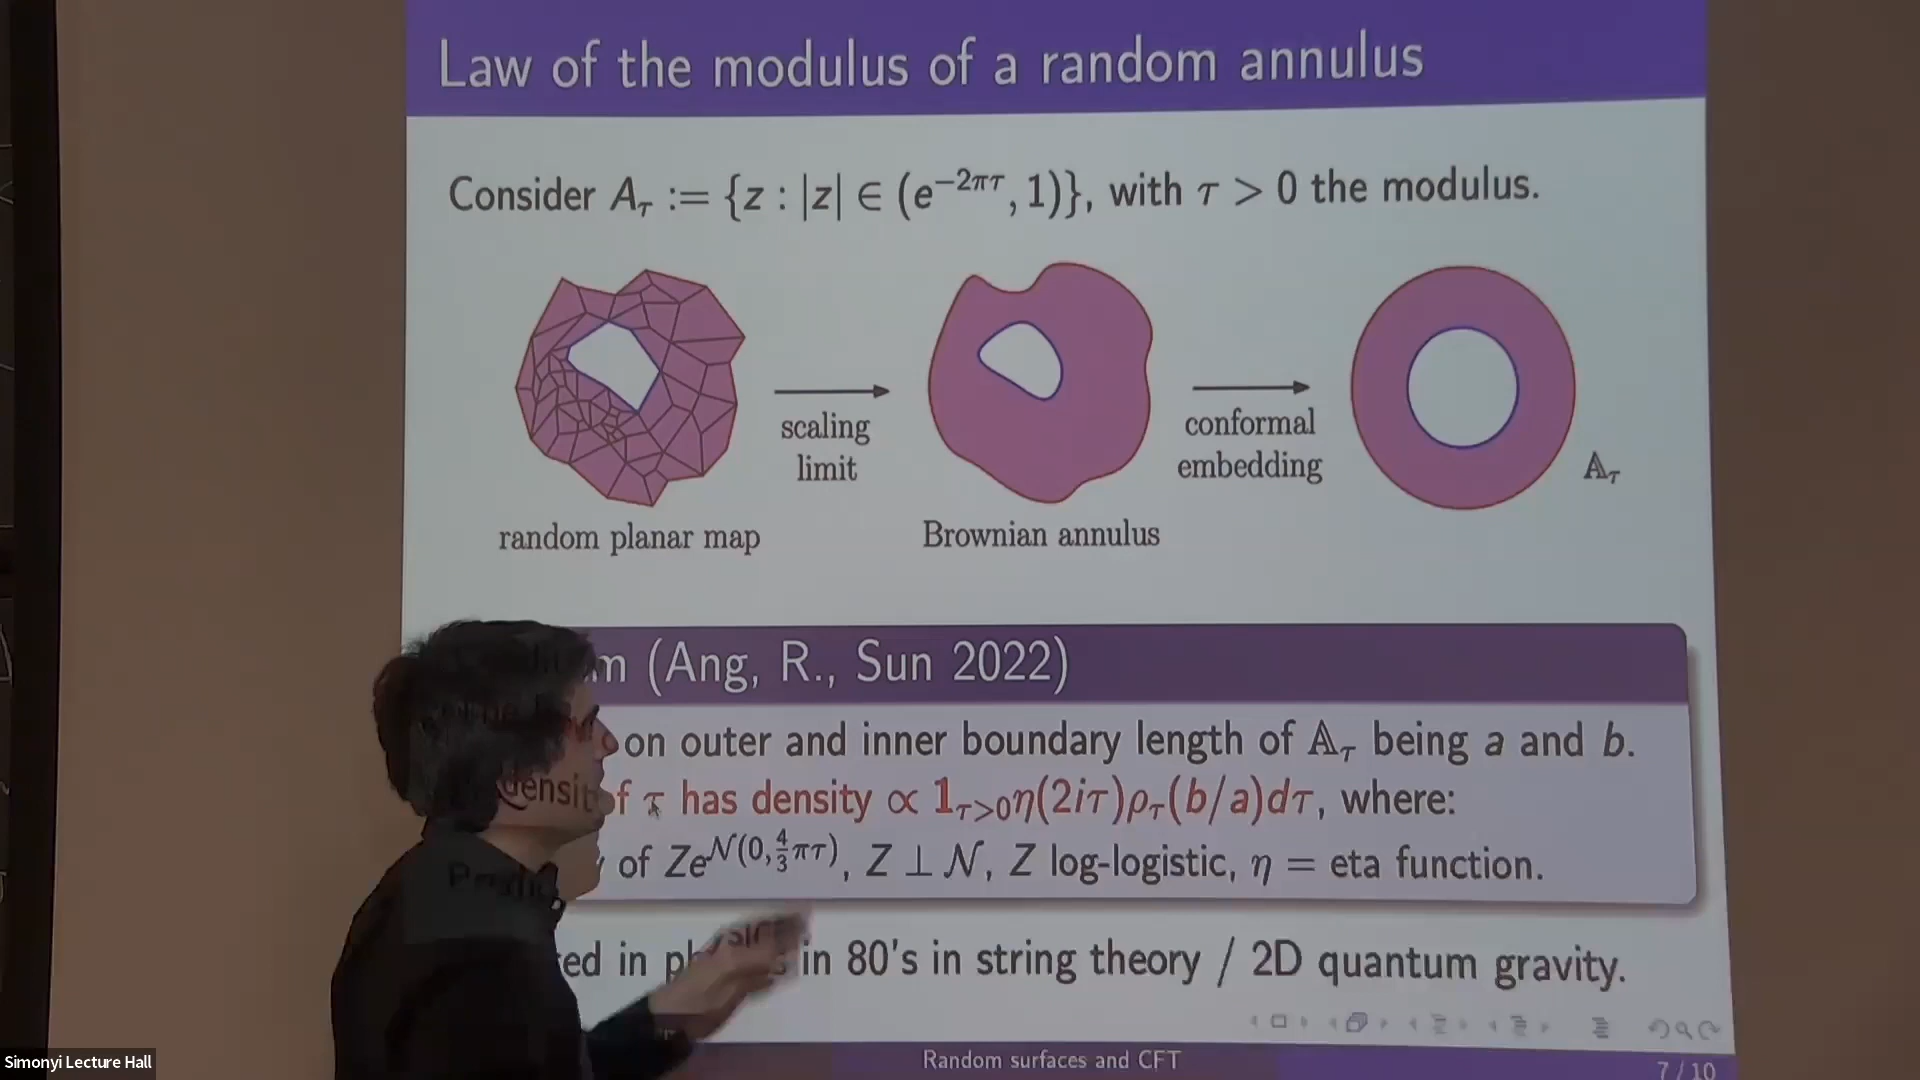 Law of the modulus of a random annulus
Consider A_τ := {z : |z| ∈ (e^{−2πτ}, 1)}, with τ > 0 the modulus.
scaling limit
conformal embedding
𝔸_τ
random planar map
Brownian annulus
(Ang, R., Sun 2022)
on outer and inner boundary length of 𝔸_τ being a and b.
of τ has density ∝ 1_{τ>0}η(2iτ)ρ_τ(b/a)dτ, where:
of Ze^{𝒩(0,4/3 πτ)}, Z ⊥ 𝒩, Z log-logistic, η = eta function.
in 80's in string theory / 2D quantum gravity.
Random surfaces and CFT
7 / 10
Simonyi Lecture Hall